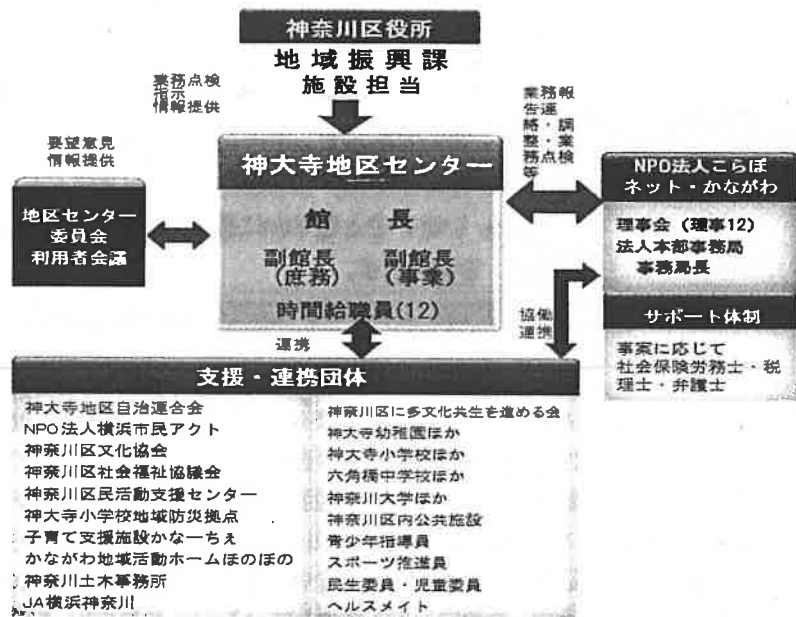 神奈川区役所
地域振興課
施設担当
業務点検
指示
情報提供
業務報
告連
絡・調
整・業
務点検
等
要望意見
情報提供
神大寺地区センター
館 長
副館長
(庶務)
副館長
(事業)
時間給職員(12)
地区センター
委員会
利用者会議
NPO法人こらぼ
ネット・かながわ
理事会(理事12)
法人本部事務局
事務局長
サポート体制
事案に応じて
社会保険労務士・税
理士・弁護士
連携
協働
連携
支援・連携団体
神大寺地区自治連合会
NPO法人横浜市民アクト
神奈川区文化協会
神奈川区社会福祉協議会
神奈川区民活動支援センター
神大寺小学校地域防災拠点
子育て支援施設かなーちぇ
かながわ地域活動ホームほのぼの
神奈川土木事務所
JA横浜神奈川
神奈川区に多文化共生を進める会
神大寺幼稚園ほか
神大寺小学校ほか
六角橋中学校ほか
神奈川大学ほか
神奈川区内公共施設
青少年指導員
スポーツ推進員
民生委員・児童委員
ヘルスメイト